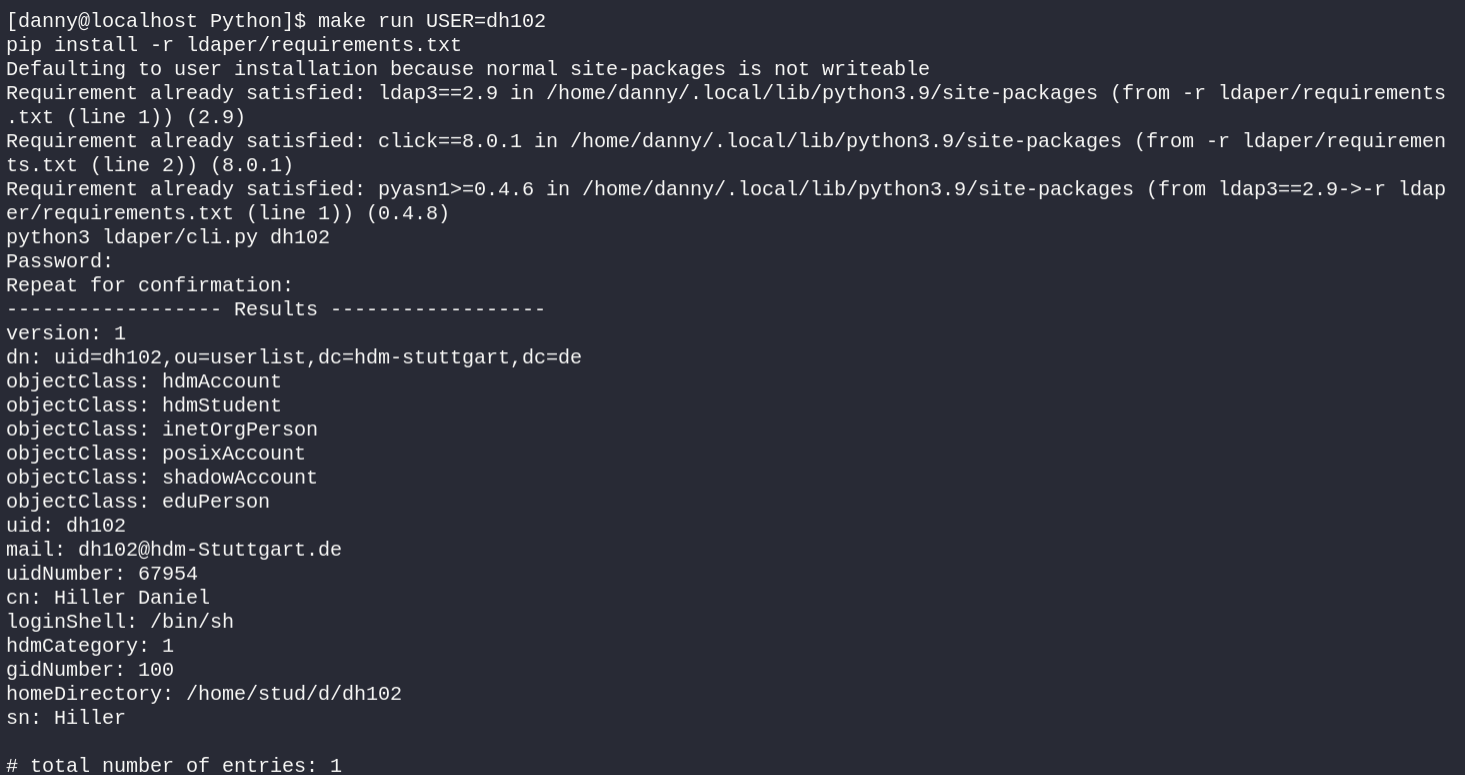 [danny@localhost Python]$ make run USER=dh102
pip install -r ldaper/requirements.txt
Defaulting to user installation because normal site-packages is not writeable
Requirement already satisfied: ldap3==2.9 in /home/danny/.local/lib/python3.9/site-packages (from -r ldaper/requirements
.txt (line 1)) (2.9)
Requirement already satisfied: click==8.0.1 in /home/danny/.local/lib/python3.9/site-packages (from -r ldaper/requiremen
ts.txt (line 2)) (8.0.1)
Requirement already satisfied: pyasn1>=0.4.6 in /home/danny/.local/lib/python3.9/site-packages (from ldap3==2.9->-r ldap
er/requirements.txt (line 1)) (0.4.8)
python3 ldaper/cli.py dh102
Password:
Repeat for confirmation:
------------------ Results ------------------
version: 1
dn: uid=dh102,ou=userlist,dc=hdm-stuttgart,dc=de
objectClass: hdmAccount
objectClass: hdmStudent
objectClass: inetOrgPerson
objectClass: posixAccount
objectClass: shadowAccount
objectClass: eduPerson
uid: dh102
mail: dh102@hdm-Stuttgart.de
uidNumber: 67954
cn: Hiller Daniel
loginShell: /bin/sh
hdmCategory: 1
gidNumber: 100
homeDirectory: /home/stud/d/dh102
sn: Hiller

# total number of entries: 1